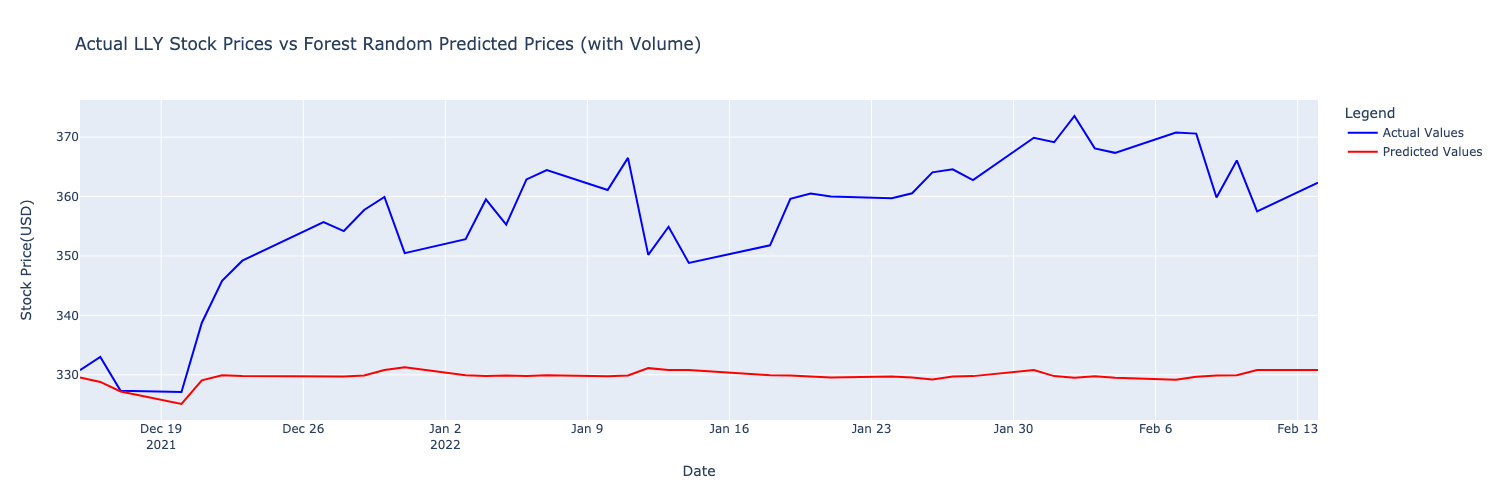 Actual LLY Stock Prices vs Forest Random Predicted Prices (with Volume)
Legend
Actual Values
Predicted Values
Stock Price(USD)
370
360
350
340
330
Dec 19
2021
Dec 26
Jan 2
2022
Jan 9
Jan 16
Jan 23
Jan 30
Feb 6
Feb 13
Date